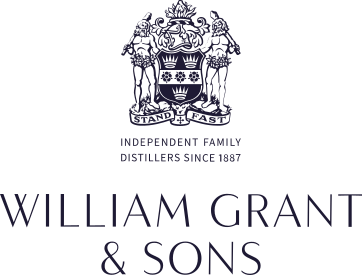 STAND FAST
INDEPENDENT FAMILY
DISTILLERS SINCE 1887
WILLIAM GRANT
& SONS